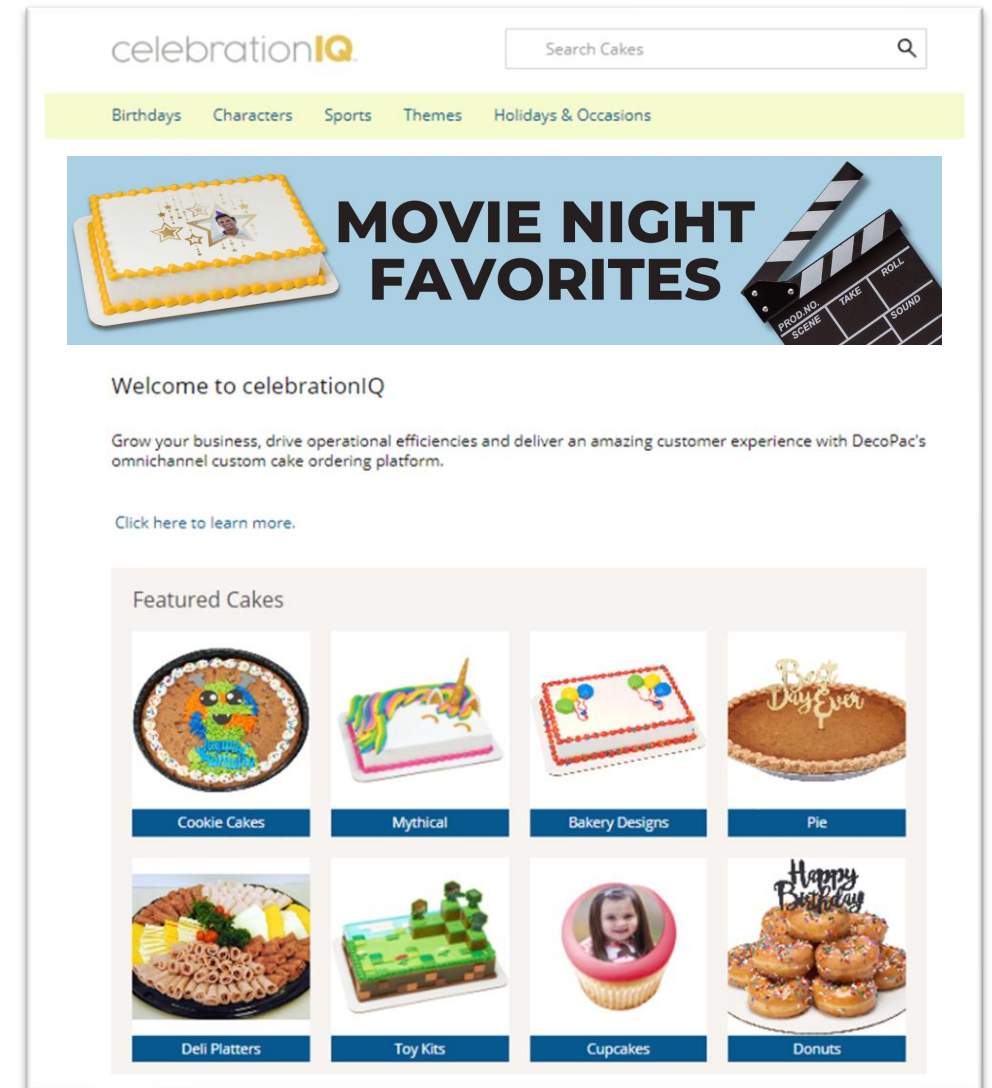 celebrationIQ
Search Cakes
Birthdays Characters Sports Themes Holidays & Occasions
MOVIE NIGHT
FAVORITES
PROD.NO.
SCENE
TAKE
ROLL
SOUND
Welcome to celebrationIQ
Grow your business, drive operational efficiencies and deliver an amazing customer experience with DecoPac's
omnichannel custom cake ordering platform.
Click here to learn more.
Featured Cakes
Happy
Birthday
Best
Day Ever
Cookie Cakes Mythical Bakery Designs Pie
Happy
Birthday
Deli Platters Toy Kits Cupcakes Donuts